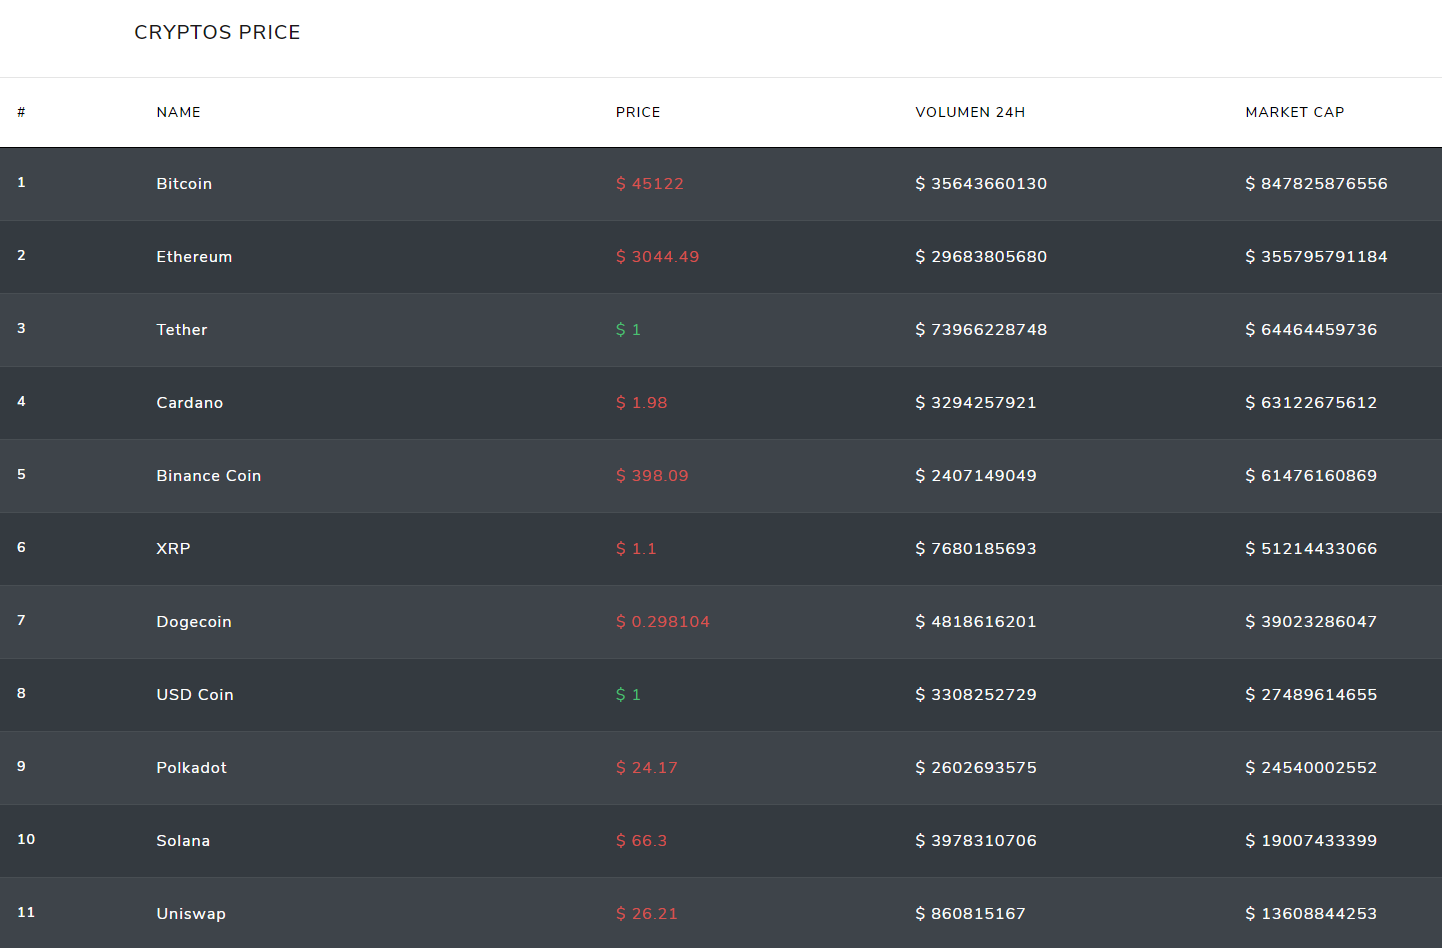 CRYPTOS PRICE
# NAME PRICE VOLUMEN 24H MARKET CAP
1 Bitcoin $ 45122 $ 35643660130 $ 847825876556
2 Ethereum $ 3044.49 $ 29683805680 $ 355795791184
3 Tether $ 1 $ 73966228748 $ 64464459736
4 Cardano $ 1.98 $ 3294257921 $ 63122675612
5 Binance Coin $ 398.09 $ 2407149049 $ 61476160869
6 XRP $ 1.1 $ 7680185693 $ 51214433066
7 Dogecoin $ 0.298104 $ 4818616201 $ 39023286047
8 USD Coin $ 1 $ 3308252729 $ 27489614655
9 Polkadot $ 24.17 $ 2602693575 $ 24540002552
10 Solana $ 66.3 $ 3978310706 $ 19007433399
11 Uniswap $ 26.21 $ 860815167 $ 13608844253